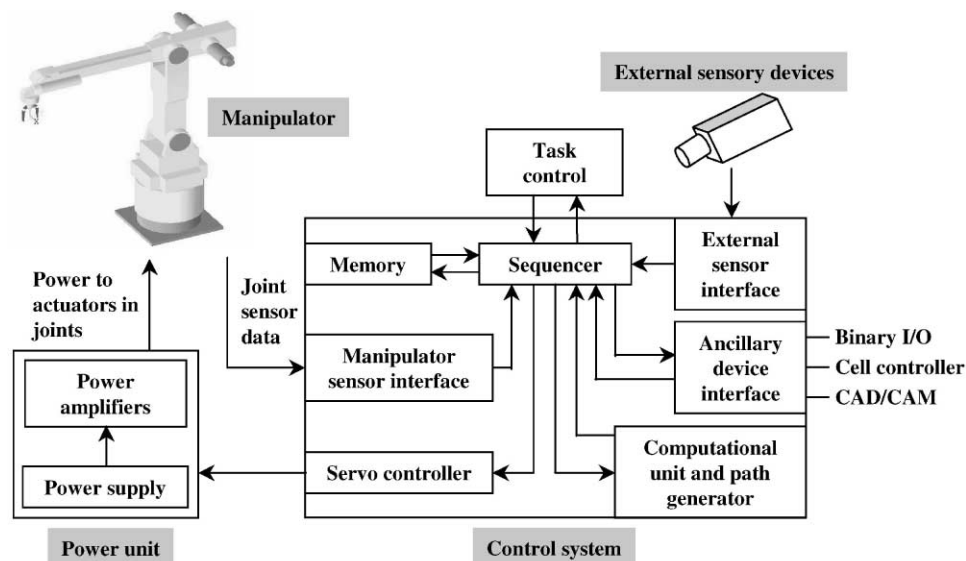 External sensory devices
Manipulator
Task
control
External
sensor
interface
Memory
Sequencer
Power to
actuators in
joints
Joint
sensor
data
Manipulator
sensor interface
Ancillary
device
interface
Binary I/O
Cell controller
CAD/CAM
Power
amplifiers
Computational
unit and path
generator
Servo controller
Power supply
Power unit
Control system